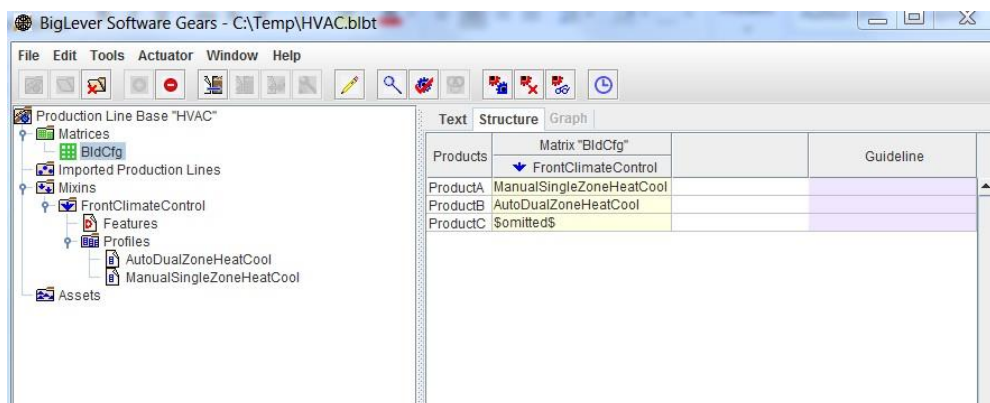 BigLever Software Gears - C:\Temp\HVAC.blbt
File Edit Tools Actuator Window Help
Production Line Base "HVAC"
Matrices
BldCfg
Imported Production Lines
Mixins
FrontClimateControl
Features
Profiles
AutoDualZoneHeatCool
ManualSingleZoneHeatCool
Assets
Text Structure Graph
Products Matrix "BldCfg" Guideline
FrontClimateControl
ProductA ManualSingleZoneHeatCool
ProductB AutoDualZoneHeatCool
ProductC $omitted$